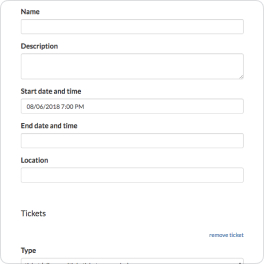 Name
Description
Start date and time
08/06/2018 7:00 PM
End date and time
Location
Tickets
remove ticket
Type